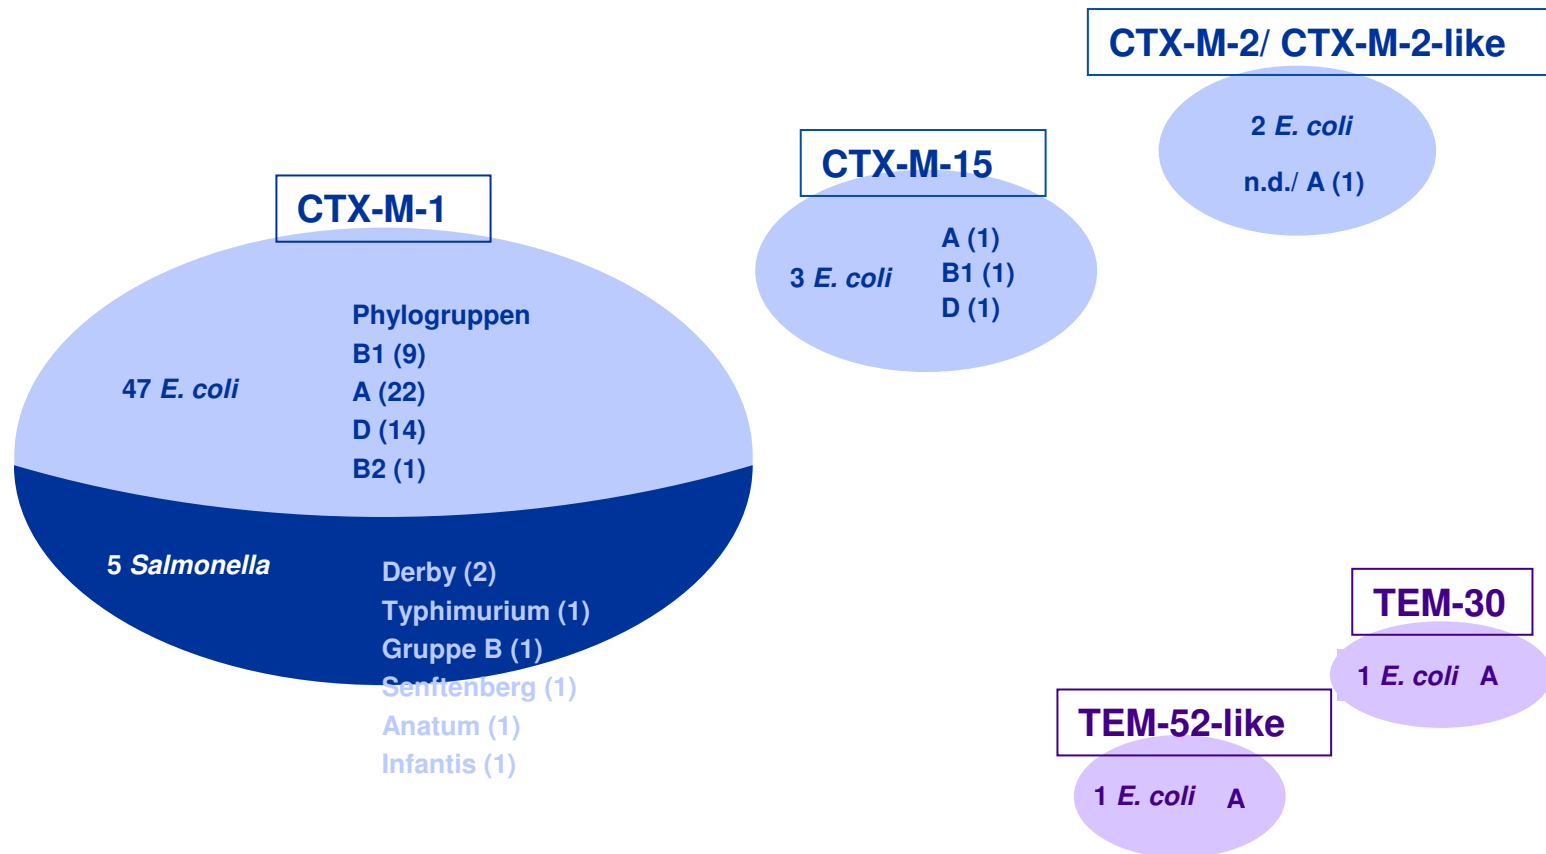 CTX-M-2/ CTX-M-2-like
2 E. coli
n.d./ A (1)
CTX-M-15
3 E. coli
A (1)
B1 (1)
D (1)
CTX-M-1
Phylogruppen
B1 (9)
47 E. coli
A (22)
D (14)
B2 (1)
5 Salmonella
Derby (2)
Typhimurium (1)
Gruppe B (1)
Senftenberg (1)
Anatum (1)
Infantis (1)
TEM-30
1 E. coli A
TEM-52-like
1 E. coli A